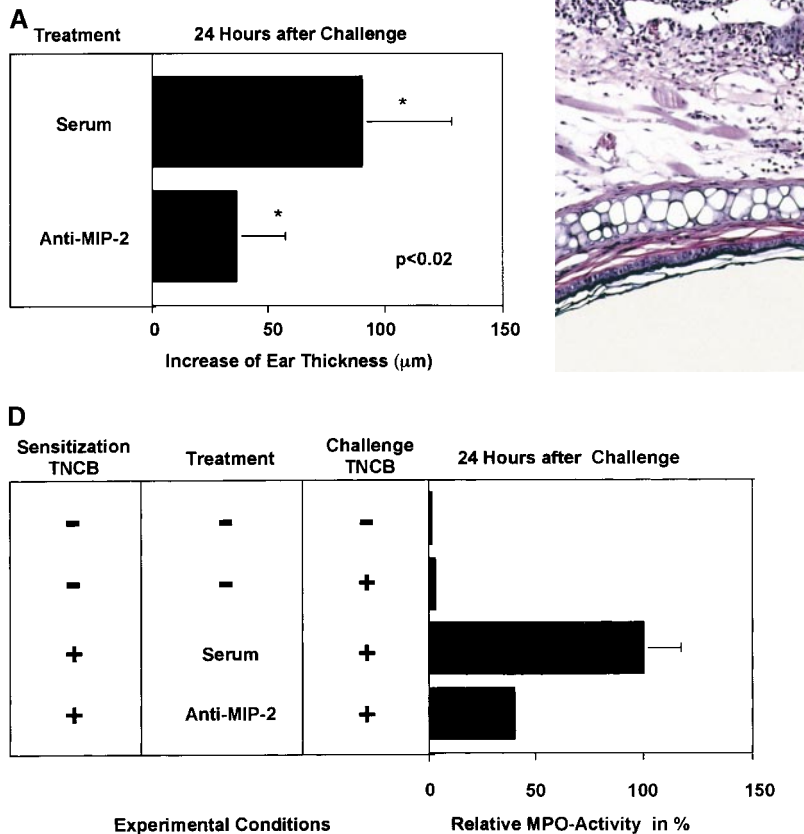 A
Treatment 24 Hours after Challenge
Serum *
Anti-MIP-2 *
p<0.02
0 50 100 150
Increase of Ear Thickness (μm)
D
Sensitization TNCB Treatment Challenge TNCB 24 Hours after Challenge
- - -
- - +
+ Serum +
+ Anti-MIP-2 +
0 50 100 150
Experimental Conditions Relative MPO-Activity in %